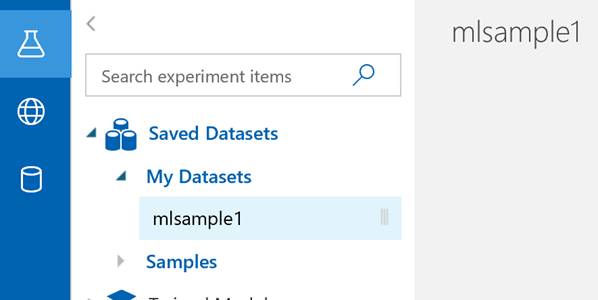 mlsample1
Search experiment items
Saved Datasets
My Datasets
mlsample1
Samples